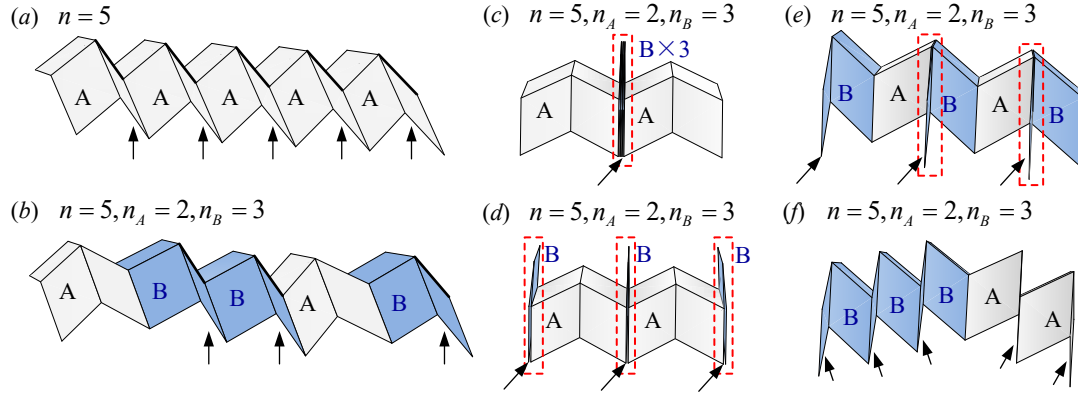 (a) n = 5
A A A A A
(b) n = 5, n_A = 2, n_B = 3
A B B A B
(c) n = 5, n_A = 2, n_B = 3
B×3
A A
(d) n = 5, n_A = 2, n_B = 3
B B
A A
(e) n = 5, n_A = 2, n_B = 3
B A B A B
(f) n = 5, n_A = 2, n_B = 3
B B B A A